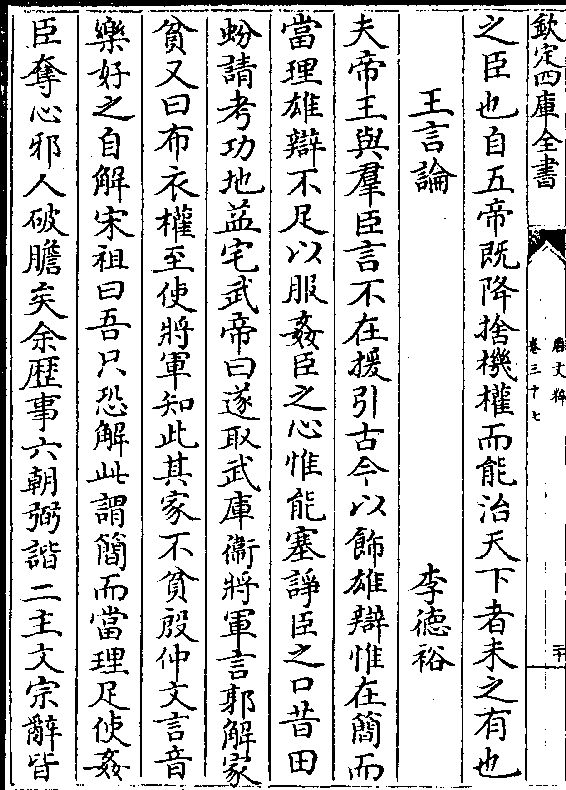 欽定四庫全書
唐文粹
卷三十七
二十
之臣也自五帝既降捨機權而能治天下者未之有也
王言論 李德裕
夫帝王與羣臣言不在援引古今以飾雄辯惟在簡而
當理雄辯不足以服姦臣之心惟能塞諍臣之口昔田
蚡請考功地益宅武帝曰遂取武庫衞將軍言郭解家
貧又曰布衣權至使將軍知此其家不貧殷仲文言音
樂好之自解宋祖曰吾只恐解此謂簡而當理足使姦
臣奪心邪人破膽矣余歴事六朝弼諧二主文宗辭皆